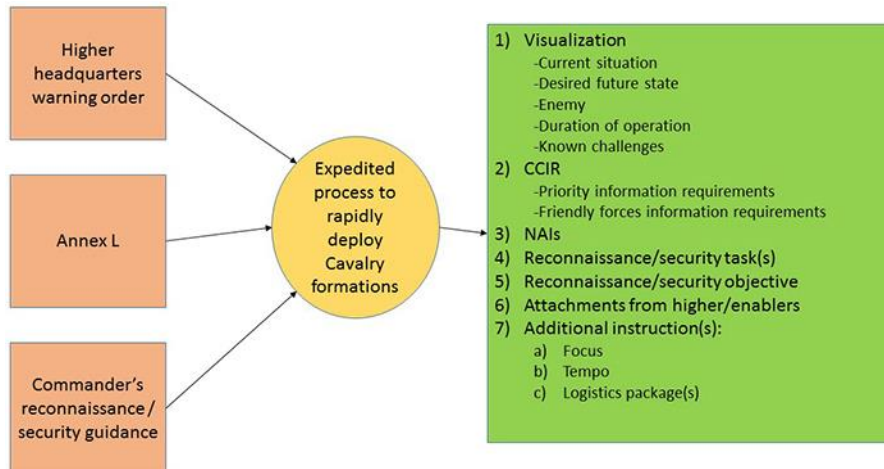 Higher
headquarters
warning order
Annex L
Commander's
reconnaissance /
security guidance
Expedited
process to
rapidly
deploy
Cavalry
formations
1) Visualization
-Current situation
-Desired future state
-Enemy
-Duration of operation
-Known challenges
2) CCIR
-Priority information requirements
-Friendly forces information requirements
3) NAIs
4) Reconnaissance/security task(s)
5) Reconnaissance/security objective
6) Attachments from higher/enablers
7) Additional instruction(s):
a) Focus
b) Tempo
c) Logistics package(s)